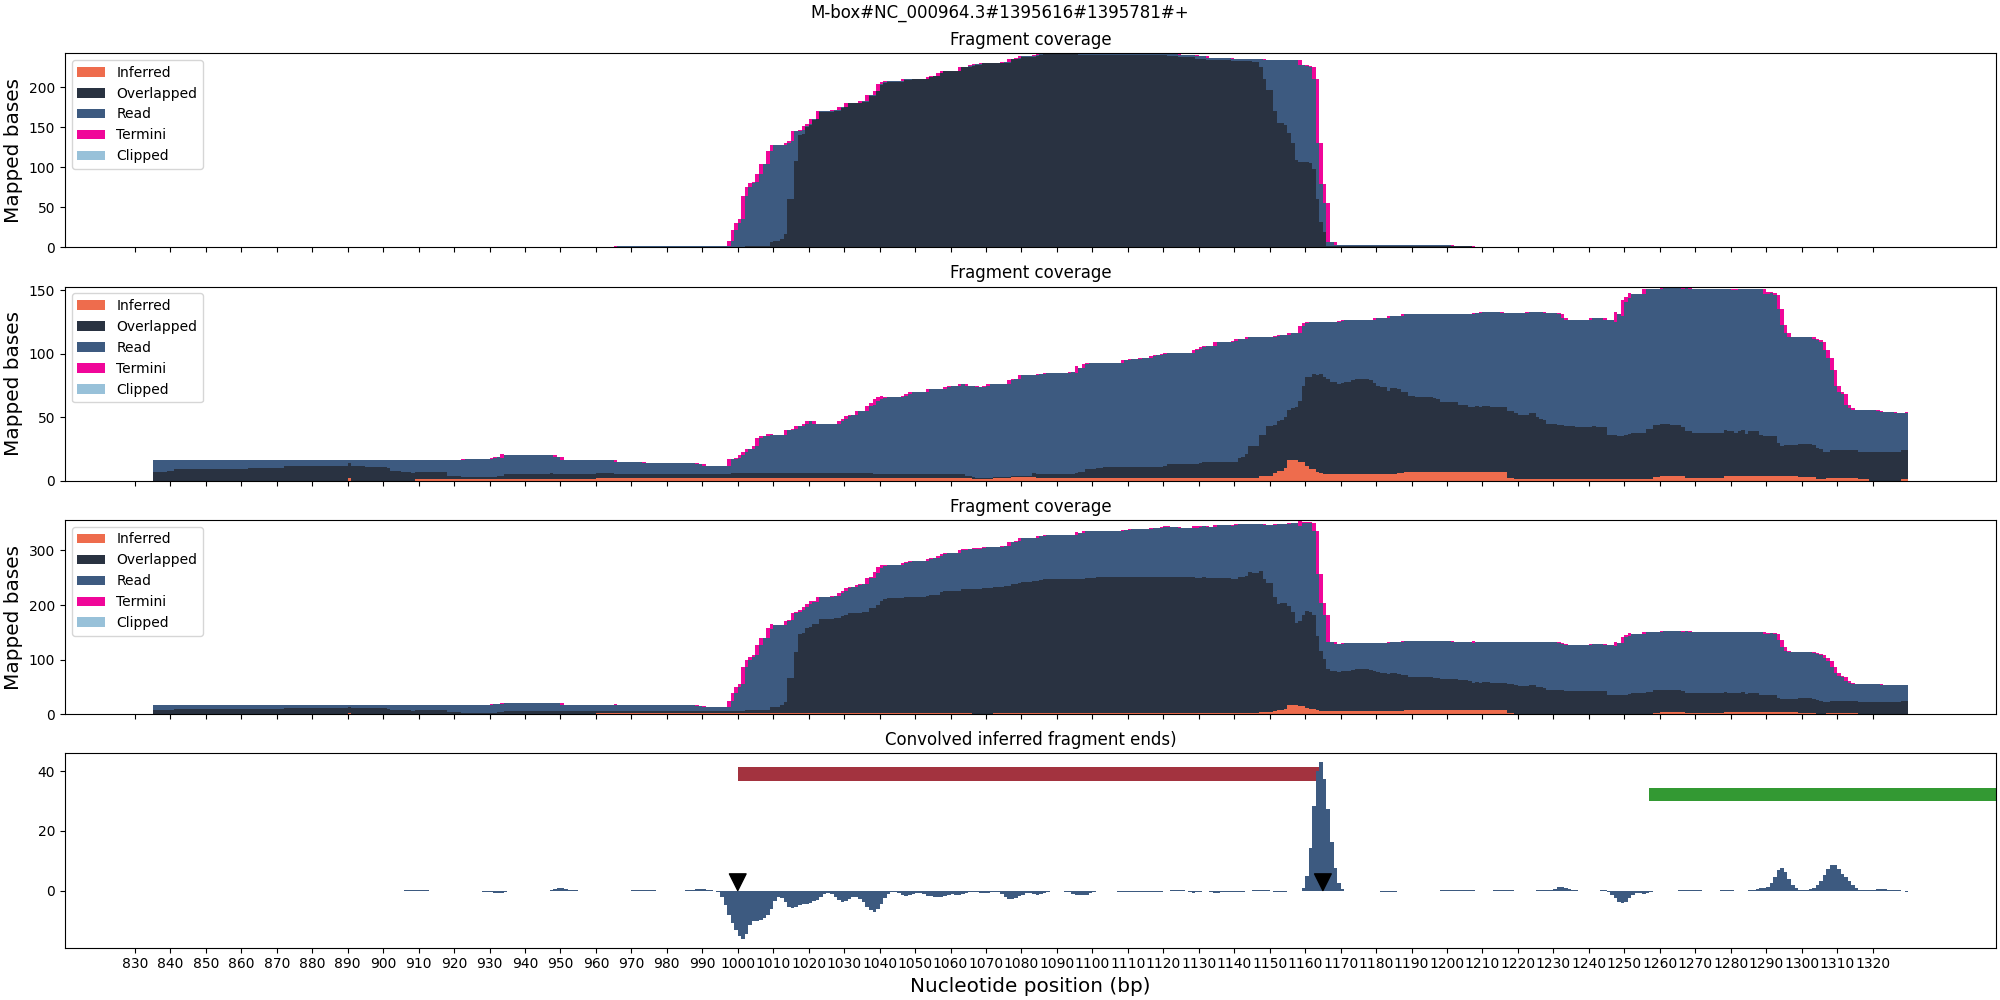 M-box#NC_000964.3#1395616#1395781#+
Fragment coverage
Mapped bases
200
150
100
50
0
Inferred
Overlapped
Read
Termini
Clipped
Fragment coverage
Mapped bases
150
100
50
0
Inferred
Overlapped
Read
Termini
Clipped
Fragment coverage
Mapped bases
300
200
100
0
Inferred
Overlapped
Read
Termini
Clipped
Convolved inferred fragment ends)
40
20
0
830 840 850 860 870 880 890 900 910 920 930 940 950 960 970 980 990 1000 1010 1020 1030 1040 1050 1060 1070 1080 1090 1100 1110 1120 1130 1140 1150 1160 1170 1180 1190 1200 1210 1220 1230 1240 1250 1260 1270 1280 1290 1300 1310 1320
Nucleotide position (bp)